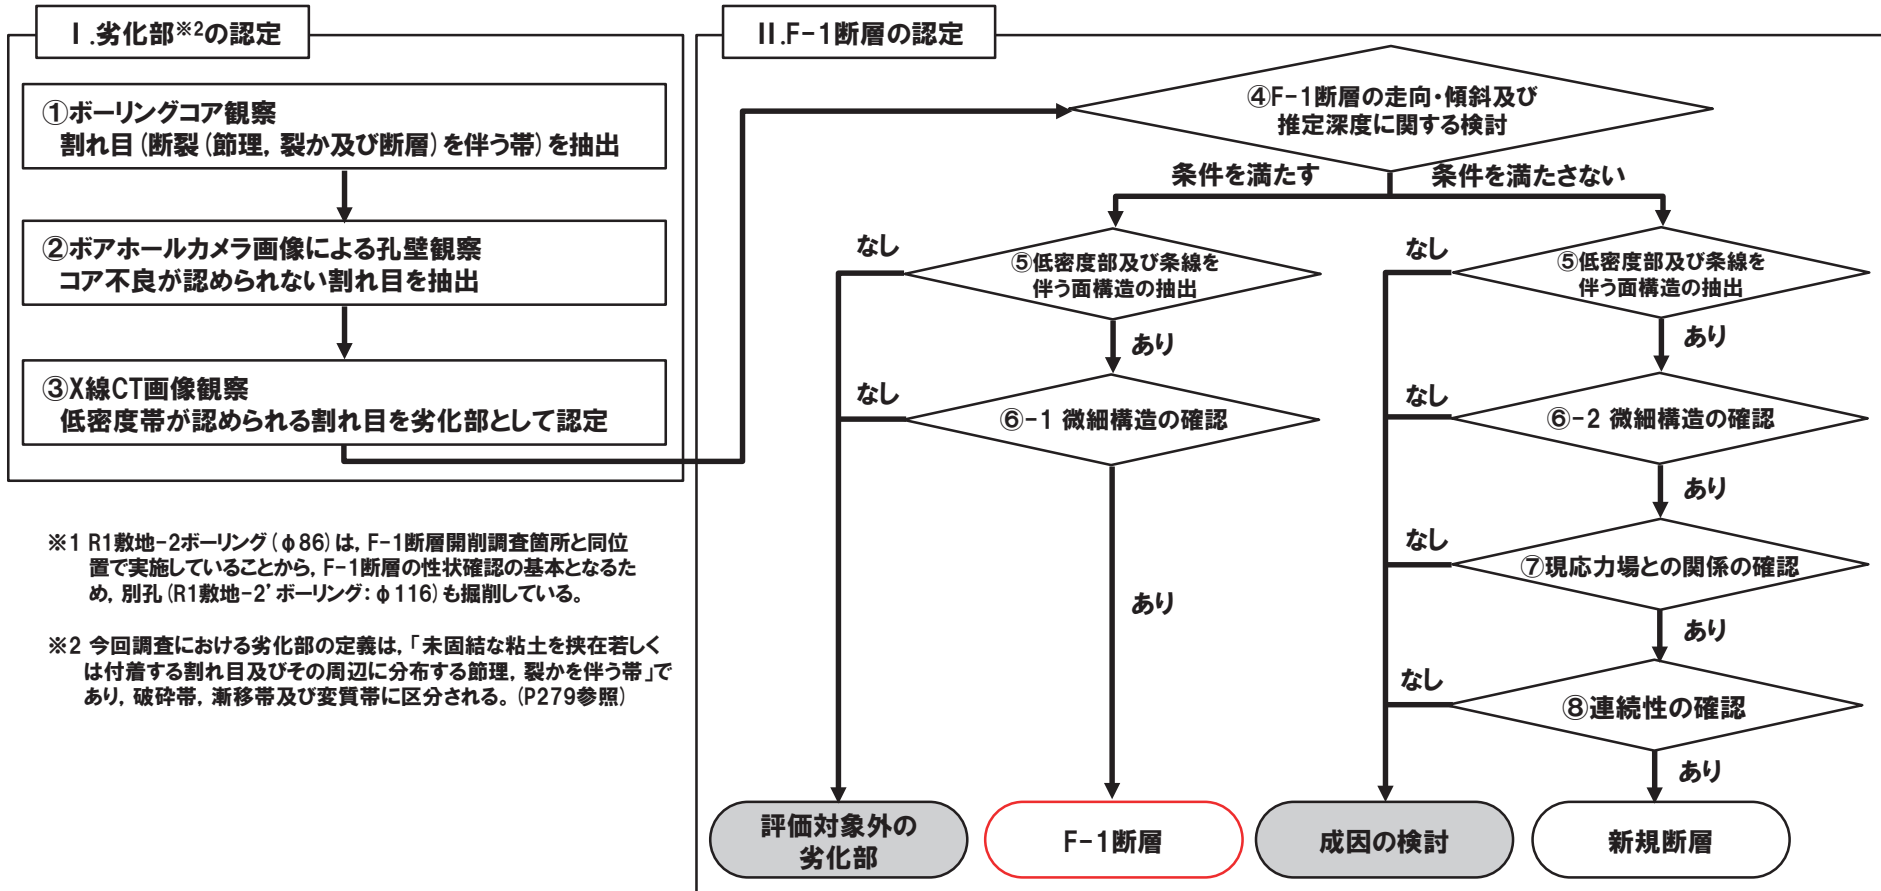 Ⅰ.劣化部※2の認定
①ボーリングコア観察
割れ目(断裂(節理, 裂か及び断層)を伴う帯)を抽出
②ボアホールカメラ画像による孔壁観察
コア不良が認められない割れ目を抽出
③X線CT画像観察
低密度帯が認められる割れ目を劣化部として認定
※1 R1敷地-2ボーリング(φ86)は, F-1断層開削調査箇所と同位
置で実施していることから, F-1断層の性状確認の基本となるた
め, 別孔(R1敷地-2’ボーリング:φ116)も掘削している。
※2 今回調査における劣化部の定義は, 「未固結な粘土を挟在若しく
は付着する割れ目及びその周辺に分布する節理, 裂かを伴う帯」で
あり, 破砕帯, 漸移帯及び変質帯に区分される。(P279参照)
Ⅱ.F-1断層の認定
④F-1断層の走向・傾斜及び
推定深度に関する検討
条件を満たす
条件を満たさない
なし
⑤低密度部及び条線を
伴う面構造の抽出
あり
なし
⑥-1 微細構造の確認
あり
なし
⑤低密度部及び条線を
伴う面構造の抽出
あり
なし
⑥-2 微細構造の確認
あり
なし
⑦現応力場との関係の確認
あり
なし
⑧連続性の確認
あり
評価対象外の
劣化部
F-1断層
成因の検討
新規断層